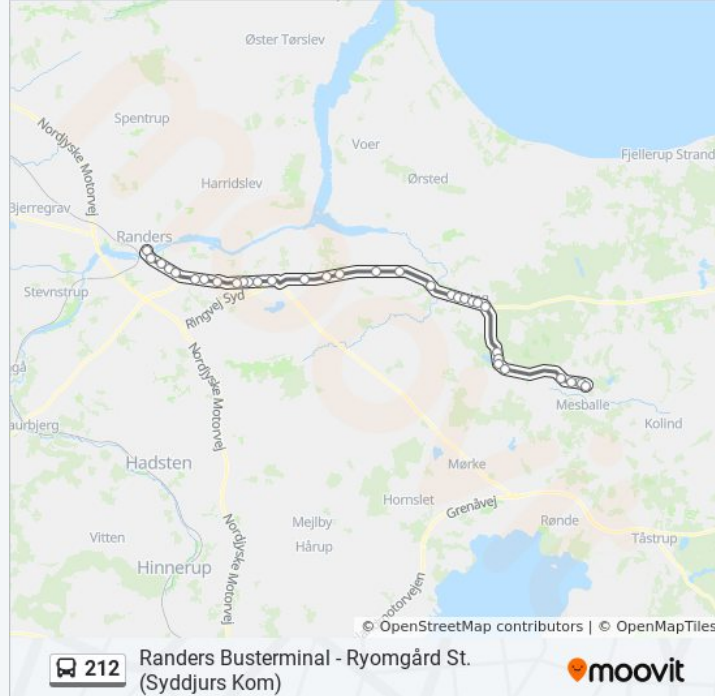 Øster Tørslev
Spentrup
Nordjyske Motorvej
Voer
Fjellerup Strand
Harridslev
Ørsted
Bjerregrav
Randers
Stevnstrup
Ringvej Syd
Nordjyske Motorvej
Mesballe
aurbjerg
Kolind
Hadsten
Mørke
Hornslet
Grenåvej
Mejlby
Rønde
Vitten
Hårup
Tåstrup
Nordjyske Motorvej
Hinnerup
motorvejen
© OpenStreetMap contributors | © OpenMapTiles
212
Randers Busterminal - Ryomgård St.
(Syddjurs Kom)
moovit